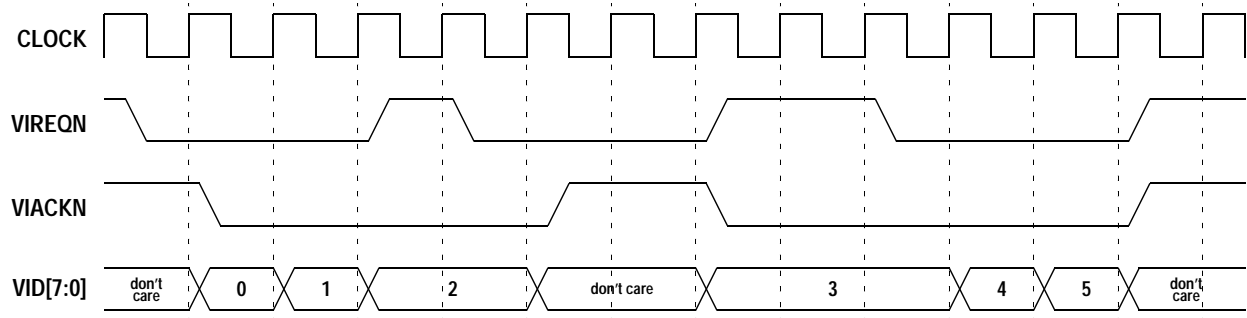 CLOCK
VIREQN
VIACKN
VID[7:0] don't care 0 1 2 don't care 3 4 5 don't care